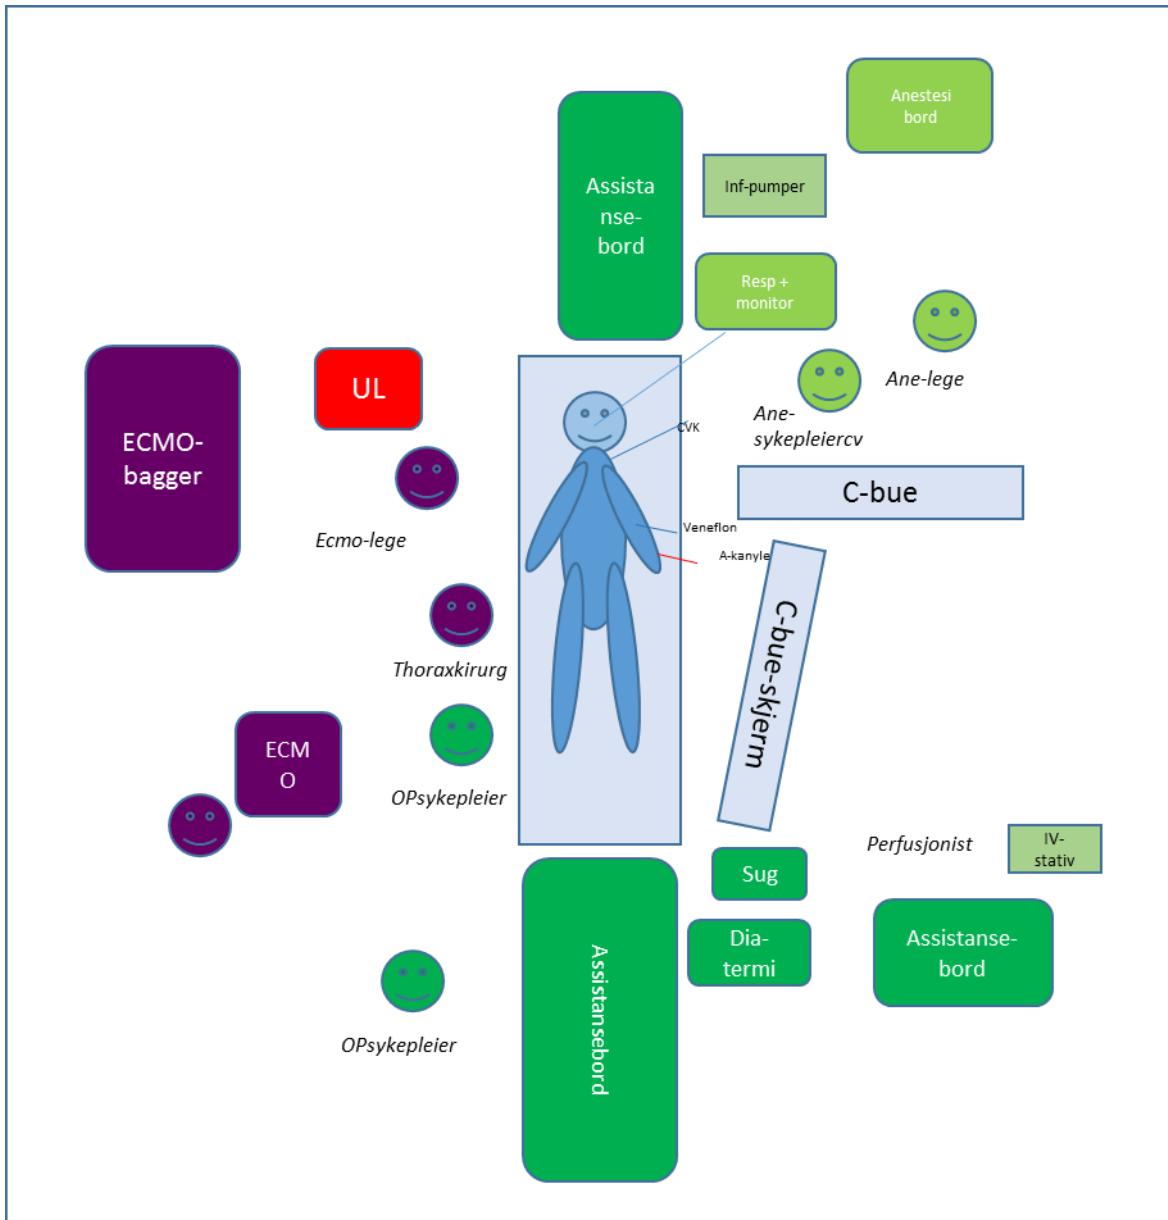 Anestesi
bord
Assista
nse-
bord
Inf-pumper
Resp +
monitor
Ane-lege
UL
ECMO-
bagger
Ane-
sykepleiercv
CVK
C-bue
Ecmo-lege
Veneflon
A-kanyle
C-bue-skjerm
Thoraxkirurg
ECM
O
OPsykepleier
Perfusjonist
IV-
stativ
Sug
Dia-
termi
Assistanse-
bord
Assistansebord
OPsykepleier